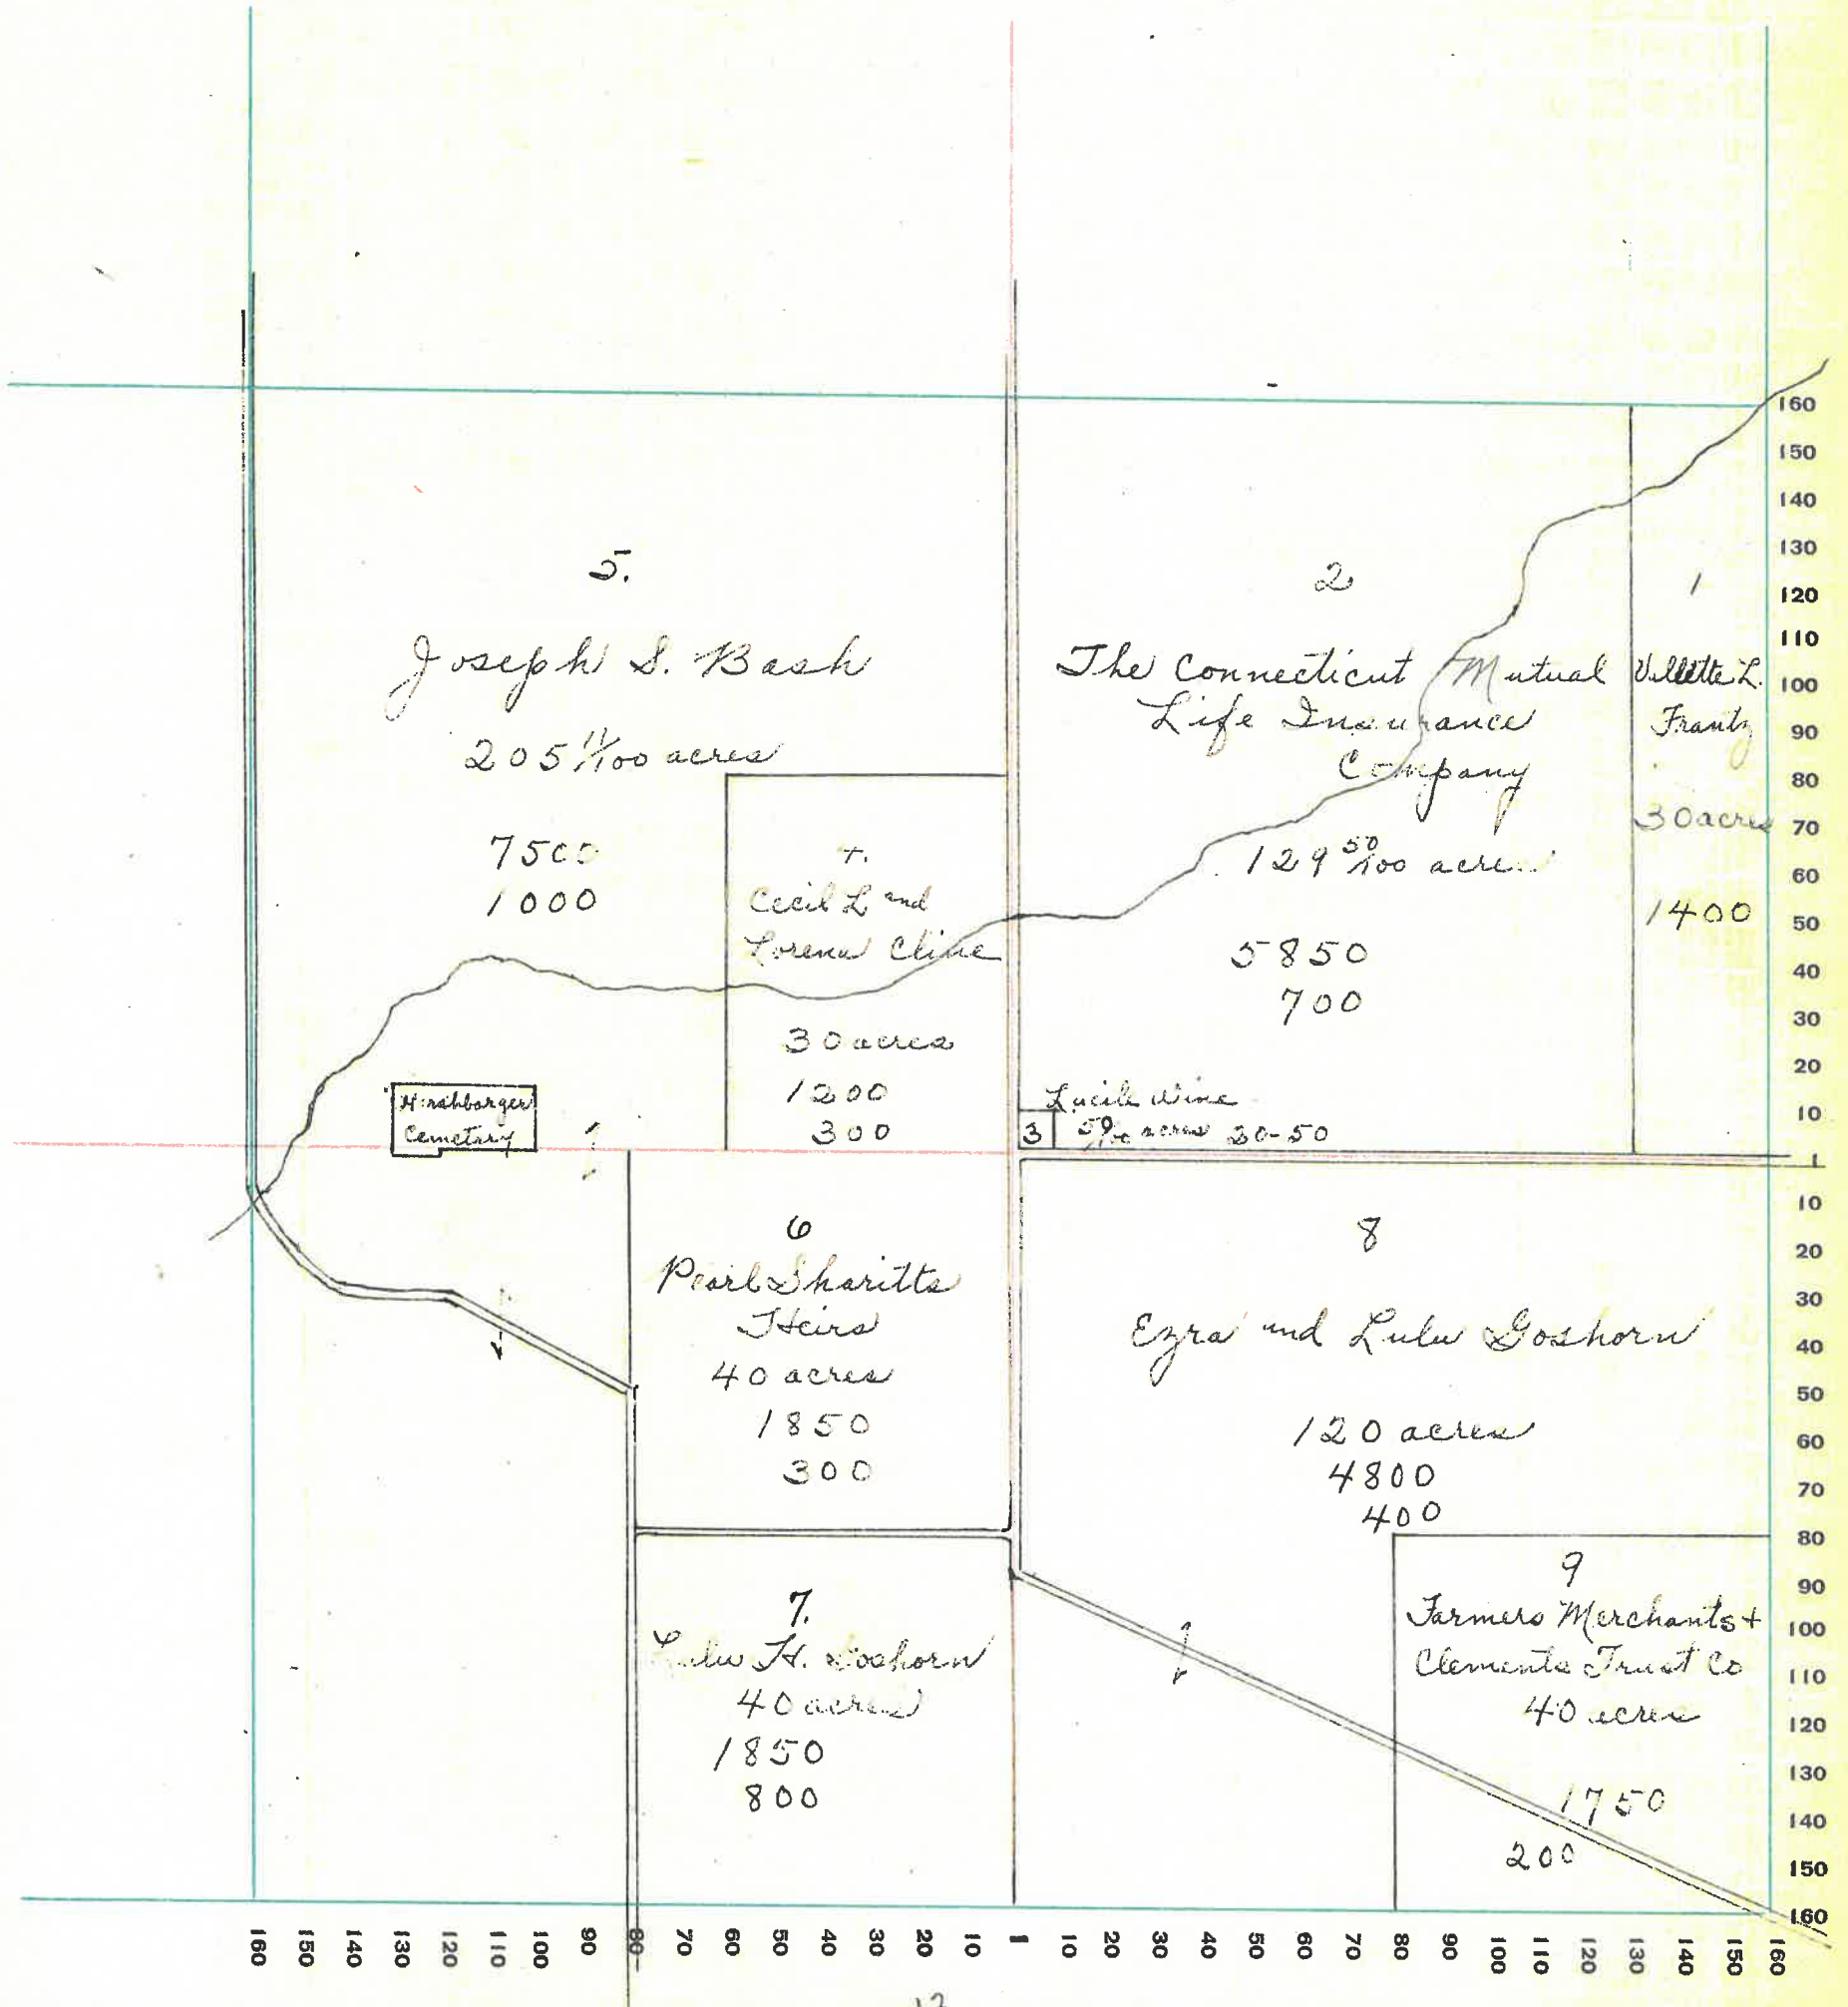 5.
Joseph S. Bash
205 11/100 acres
7500
1000
Cecil L and
Lorena Cline
30 acres
1200
300
Cemetary
2
The Connecticut Mutual
Life Insurance
Company
129 50/100 acres
5850
700
1
Frantz
30 acres
1400
Lucile Wine
3
50/100 acres 20-50
6
Pearl Sharitts
Heirs
40 acres
1850
300
7.
Lulu H. Goshorn
40 acres
1850
800
8
Ezra and Lulu Goshorn
120 acres
4800
400
9
Farmers Merchants +
Clements Trust Co
40 acres
1750
200
160
150
140
130
120
110
100
90
80
70
60
50
40
30
20
10
1
10
20
30
40
50
60
70
80
90
100
110
120
130
140
150
160
160 150 140 130 120 110 100 90 80 70 60 50 40 30 20 10 1 10 20 30 40 50 60 70 80 90 100 110 120 130 140 150 160